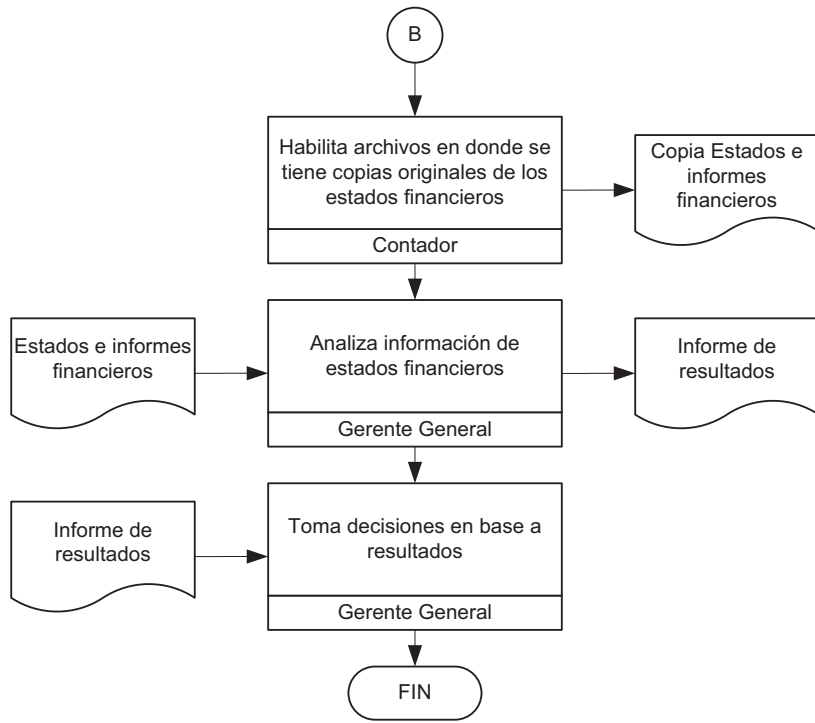 B
Habilita archivos en donde se
tiene copias originales de los
estados financieros
Contador
Copia Estados e
informes
financieros
Estados e informes
financieros
Analiza información de
estados financieros
Gerente General
Informe de
resultados
Informe de
resultados
Toma decisiones en base a
resultados
Gerente General
FIN